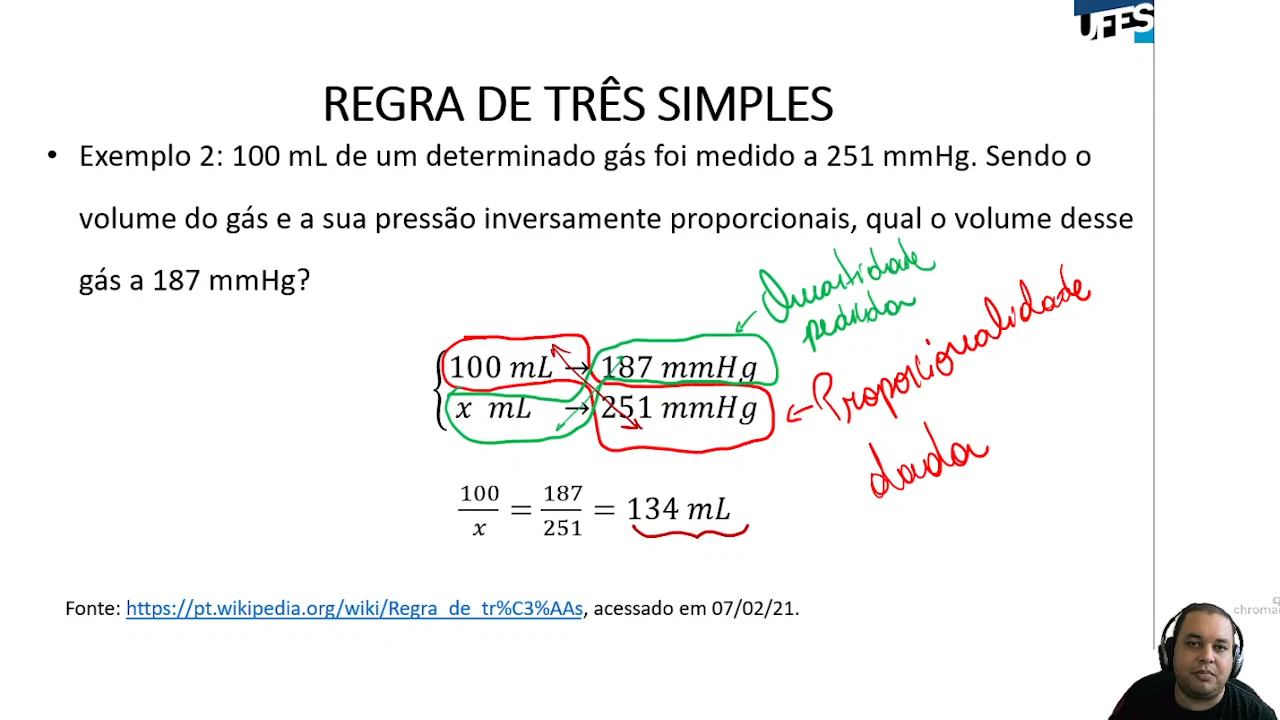 UFES
REGRA DE TRÊS SIMPLES
• Exemplo 2: 100 mL de um determinado gás foi medido a 251 mmHg. Sendo o
volume do gás e a sua pressão inversamente proporcionais, qual o volume desse
gás a 187 mmHg?
Quantidade
pedida
100 mL → 187 mmHg
x mL → 251 mmHg
Proporcionalidade
dada
100/x = 187/251 = 134 mL
Fonte: https://pt.wikipedia.org/wiki/Regra_de_tr%C3%AAs, acessado em 07/02/21.